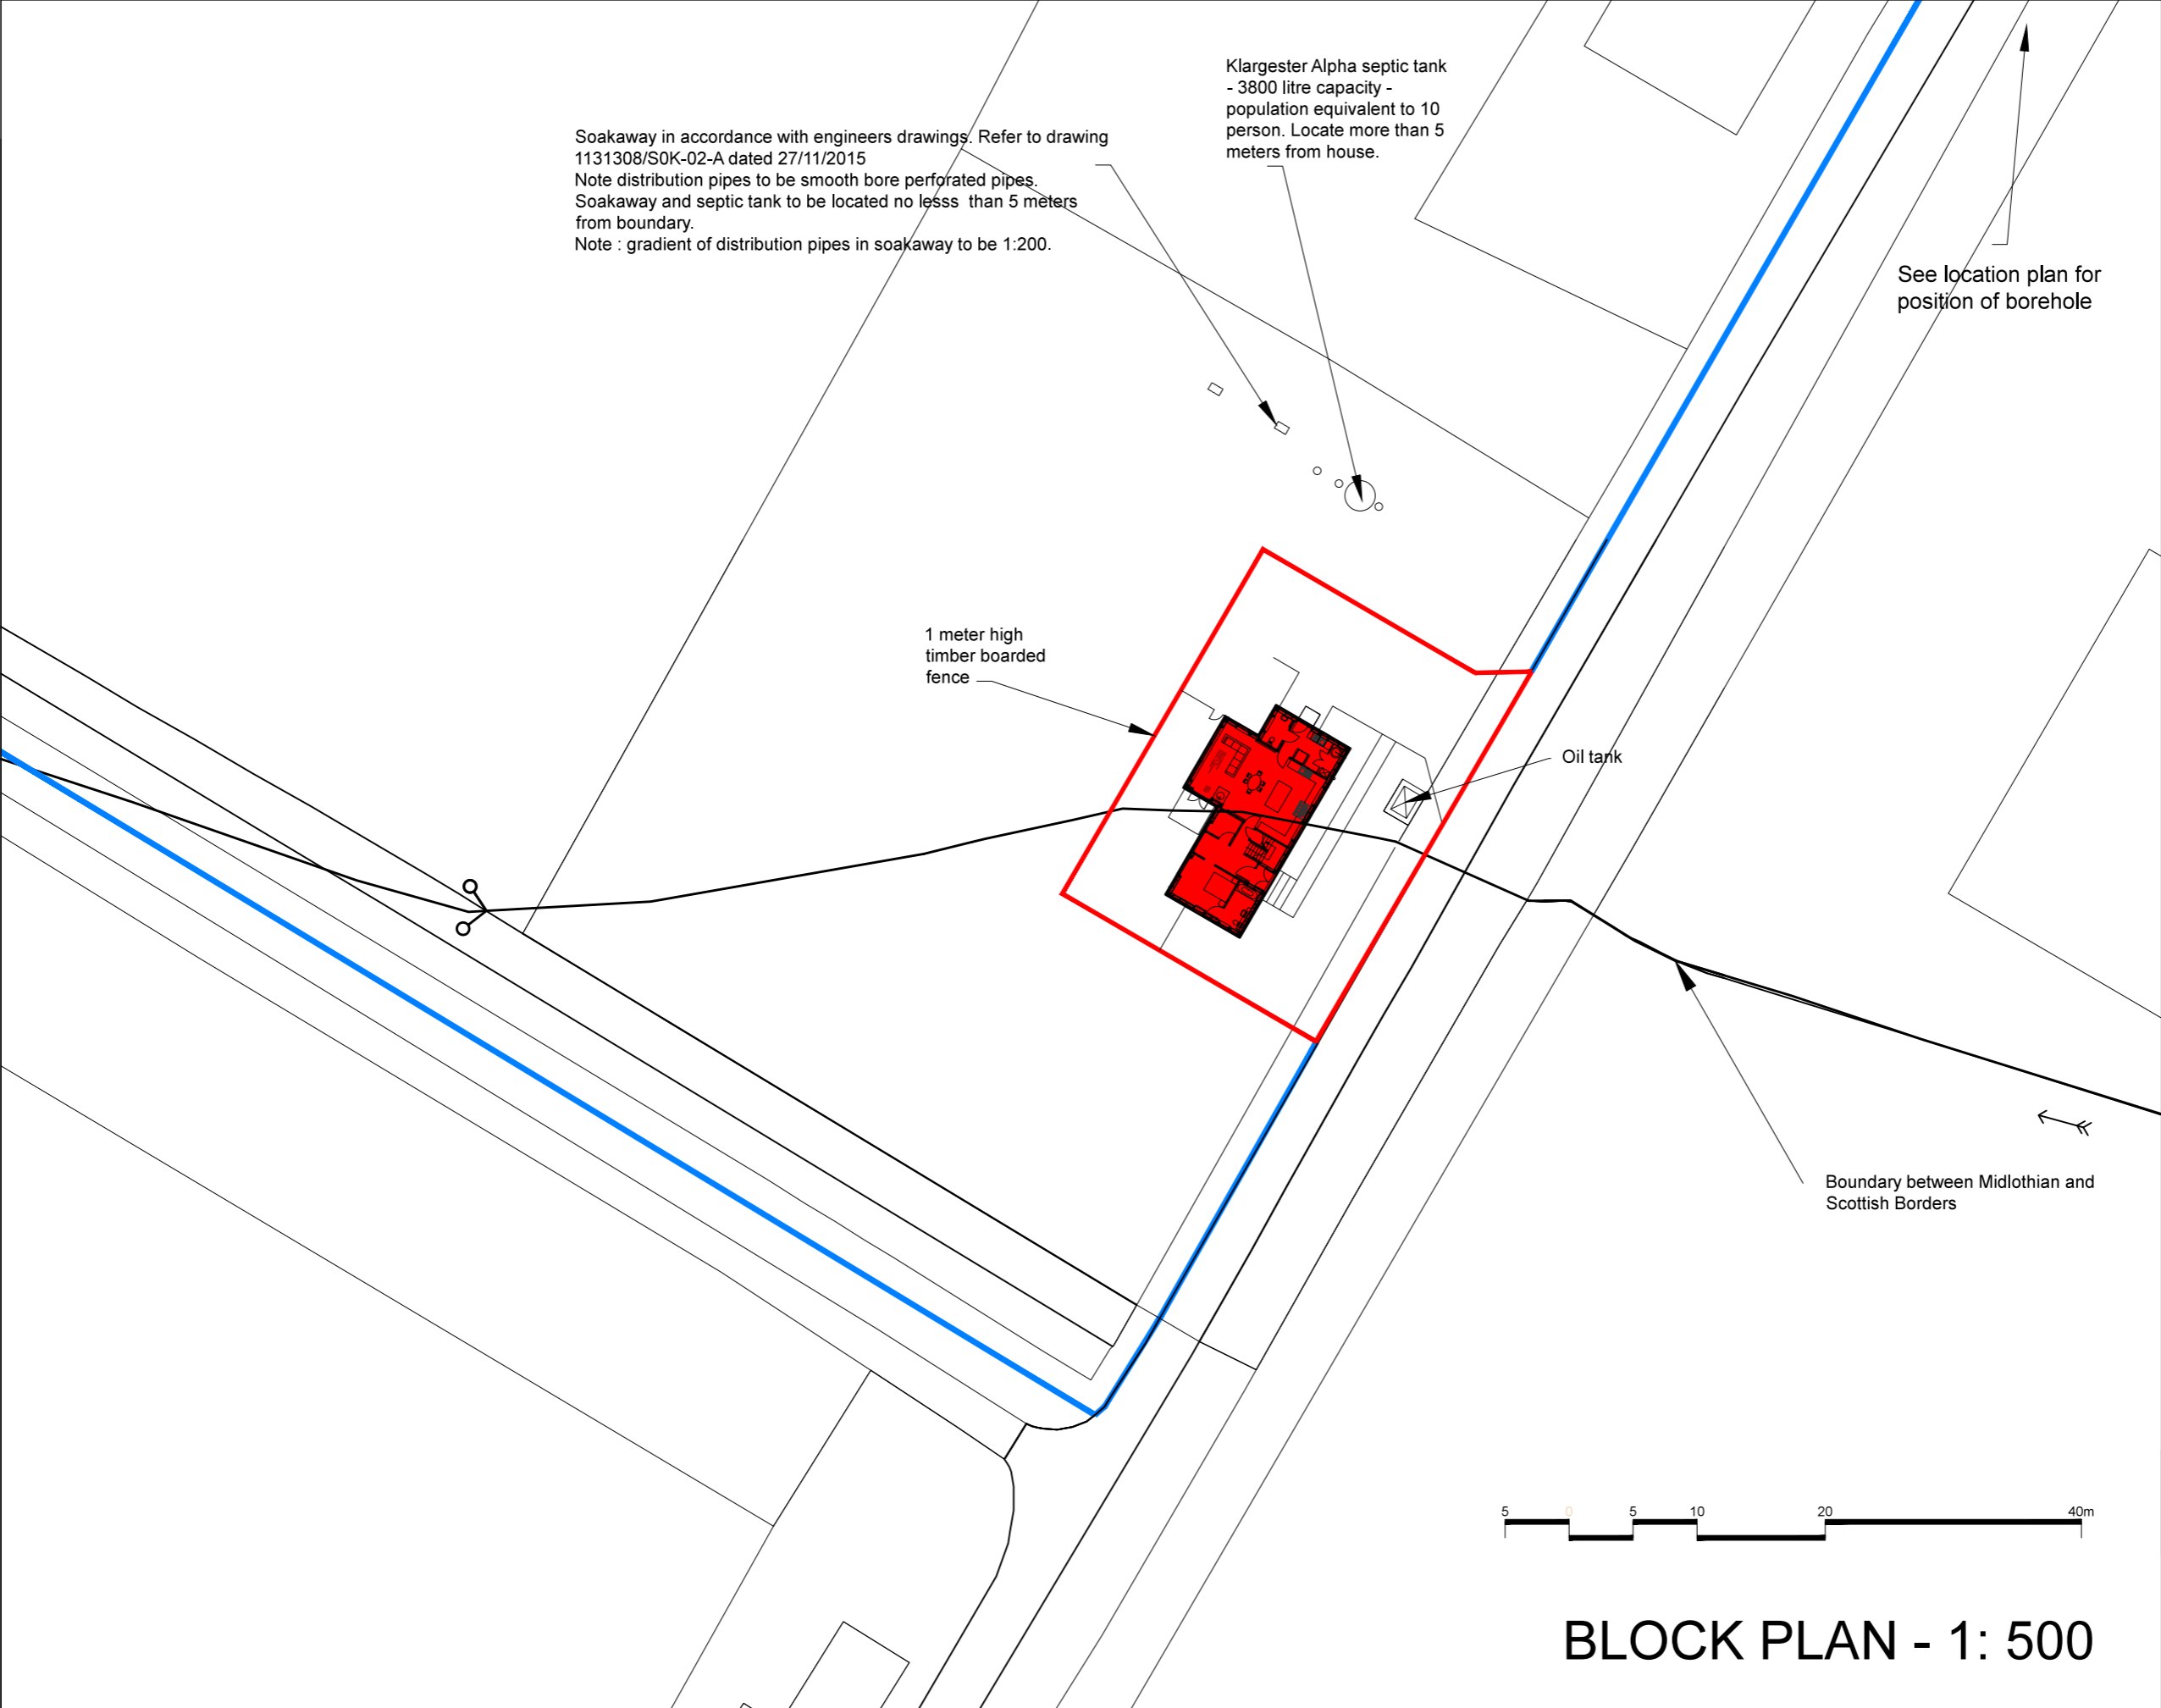 Klargester Alpha septic tank
- 3800 litre capacity -
population equivalent to 10
person. Locate more than 5
meters from house.
Soakaway in accordance with engineers drawings. Refer to drawing
1131308/S0K-02-A dated 27/11/2015
Note distribution pipes to be smooth bore perforated pipes.
Soakaway and septic tank to be located no lesss than 5 meters
from boundary.
Note : gradient of distribution pipes in soakaway to be 1:200.
See location plan for
position of borehole
1 meter high
timber boarded
fence
Oil tank
Boundary between Midlothian and
Scottish Borders
5 0 5 10 20 40m
BLOCK PLAN - 1: 500